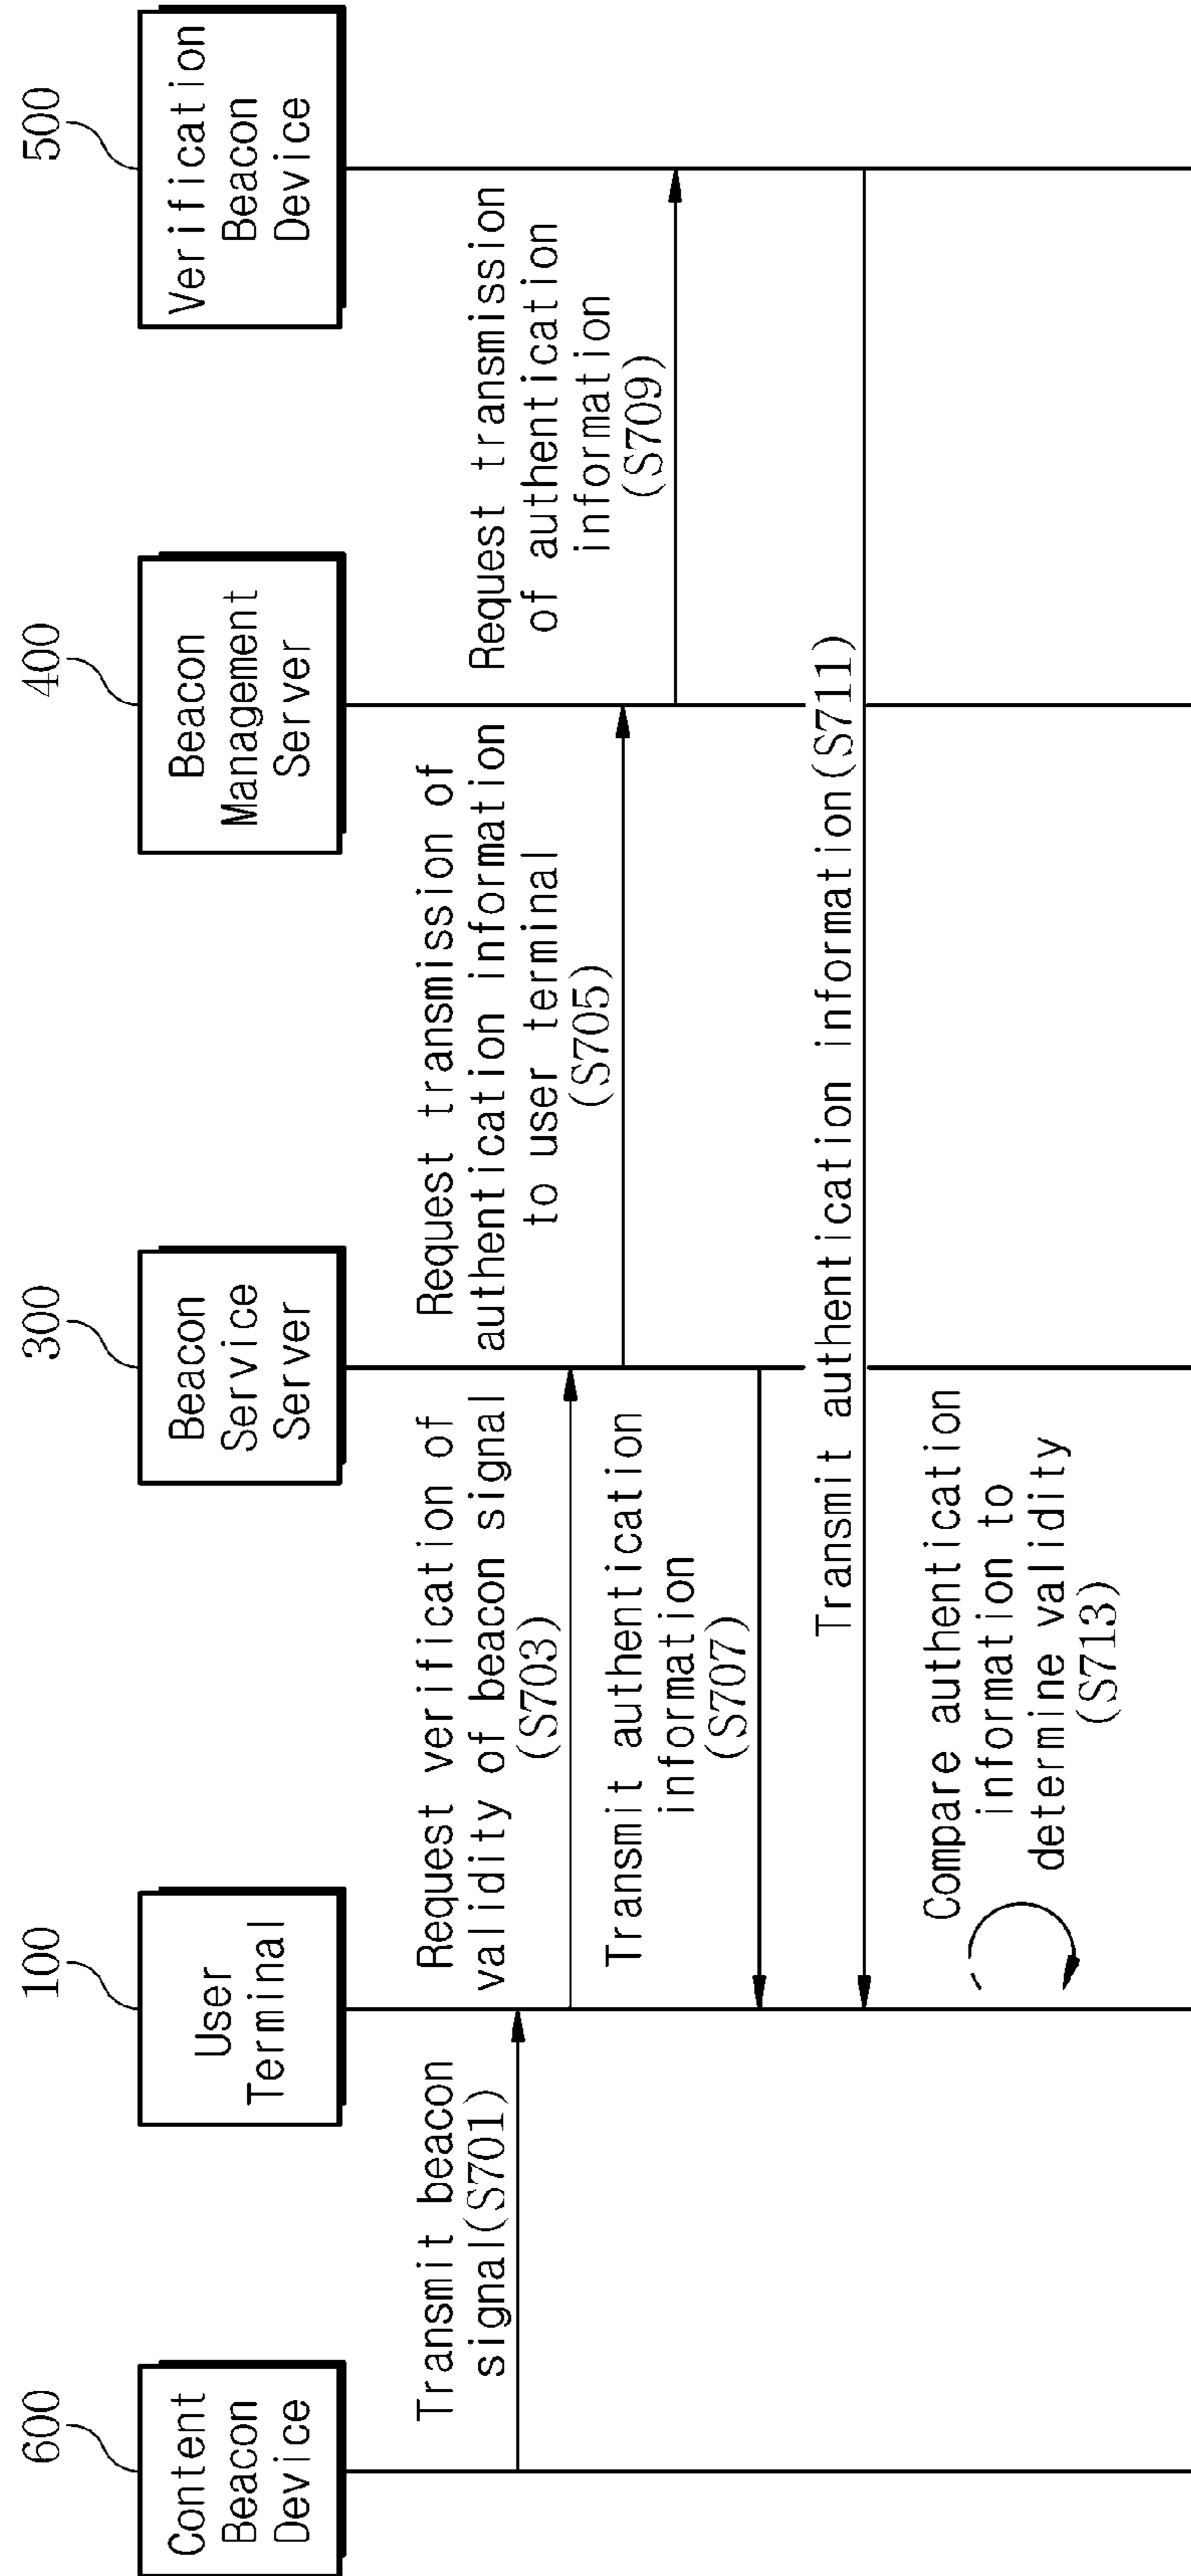 600
100
300
400
500
Content
Beacon
Device
User
Terminal
Beacon
Service
Server
Beacon
Management
Server
Verification
Beacon
Device
Transmit beacon
signal(S701)
Request verification of
validity of beacon signal
(S703)
Request transmission of
authentication information
to user terminal
(S705)
Transmit authentication
information
(S707)
Request transmission
of authentication
information
(S709)
Transmit authentication information(S711)
Compare authentication
information to
determine validity
(S713)